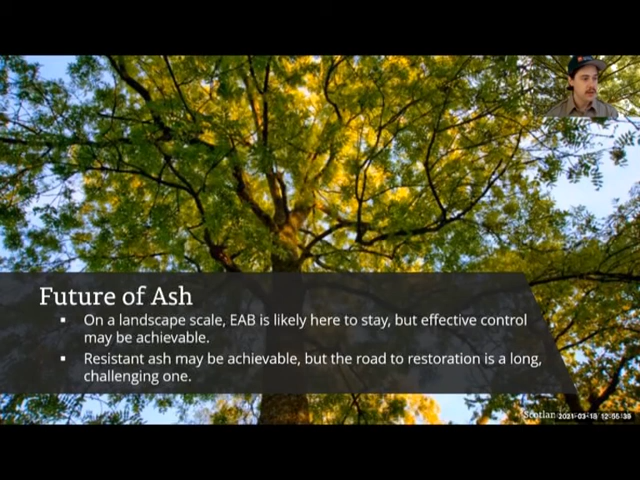 Future of Ash
▪ On a landscape scale, EAB is likely here to stay, but effective control
may be achievable.
▪ Resistant ash may be achievable, but the road to restoration is a long,
challenging one.
2021-03-18 12:55:39